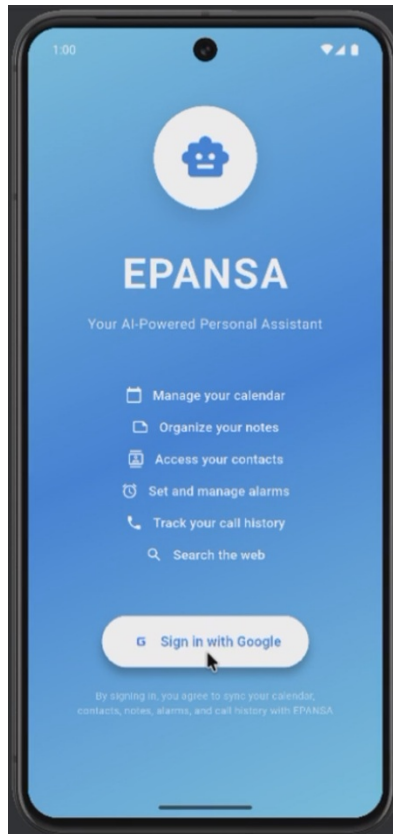 1:00
EPANSA
Your AI-Powered Personal Assistant
Manage your calendar
Organize your notes
Access your contacts
Set and manage alarms
Track your call history
Search the web
G Sign in with Google
By signing in, you agree to sync your calendar,
contacts, notes, alarms, and call history with EPANSA